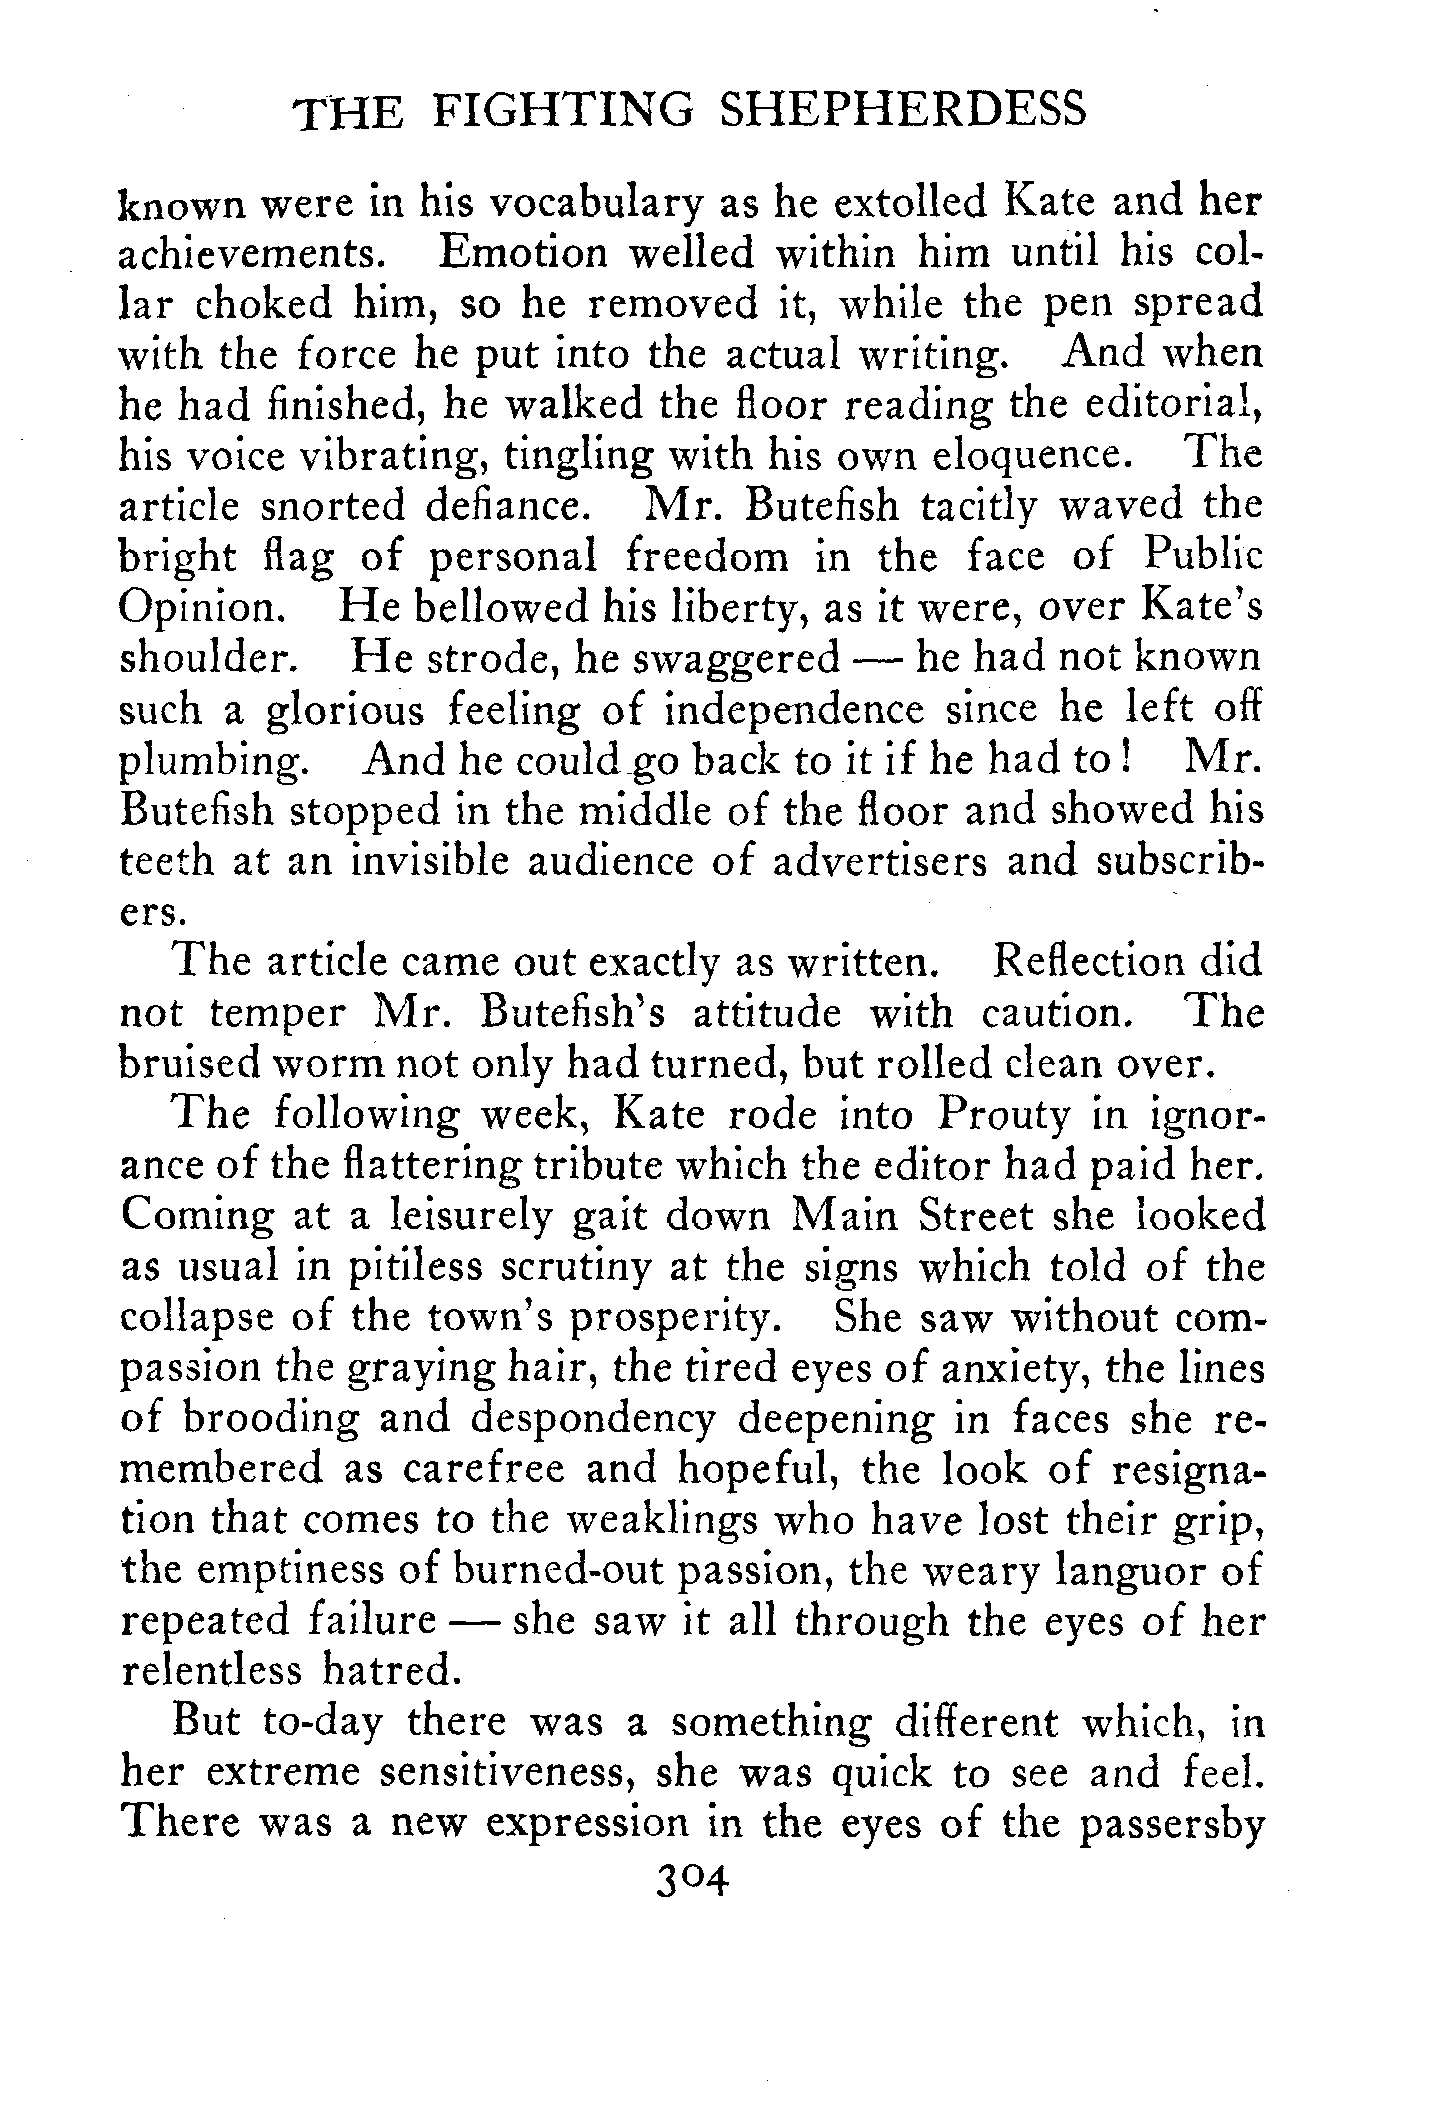 THE FIGHTING SHEPHERDESS
known were in his vocabulary as he extolled Kate and her
achievements. Emotion welled within him until his col-
lar choked him, so he removed it, while the pen spread
with the force he put into the actual writing. And when
he had finished, he walked the floor reading the editorial,
his voice vibrating, tingling with his own eloquence. The
article snorted defiance. Mr. Butefish tacitly waved the
bright flag of personal freedom in the face of Public
Opinion. He bellowed his liberty, as it were, over Kate's
shoulder. He strode, he swaggered — he had not known
such a glorious feeling of independence since he left off
plumbing. And he could go back to it if he had to! Mr.
Butefish stopped in the middle of the floor and showed his
teeth at an invisible audience of advertisers and subscrib-
ers.
The article came out exactly as written. Reflection did
not temper Mr. Butefish's attitude with caution. The
bruised worm not only had turned, but rolled clean over.
The following week, Kate rode into Prouty in ignor-
ance of the flattering tribute which the editor had paid her.
Coming at a leisurely gait down Main Street she looked
as usual in pitiless scrutiny at the signs which told of the
collapse of the town's prosperity. She saw without com-
passion the graying hair, the tired eyes of anxiety, the lines
of brooding and despondency deepening in faces she re-
membered as carefree and hopeful, the look of resigna-
tion that comes to the weaklings who have lost their grip,
the emptiness of burned-out passion, the weary languor of
repeated failure — she saw it all through the eyes of her
relentless hatred.
But to-day there was a something different which, in
her extreme sensitiveness, she was quick to see and feel.
There was a new expression in the eyes of the passersby
304